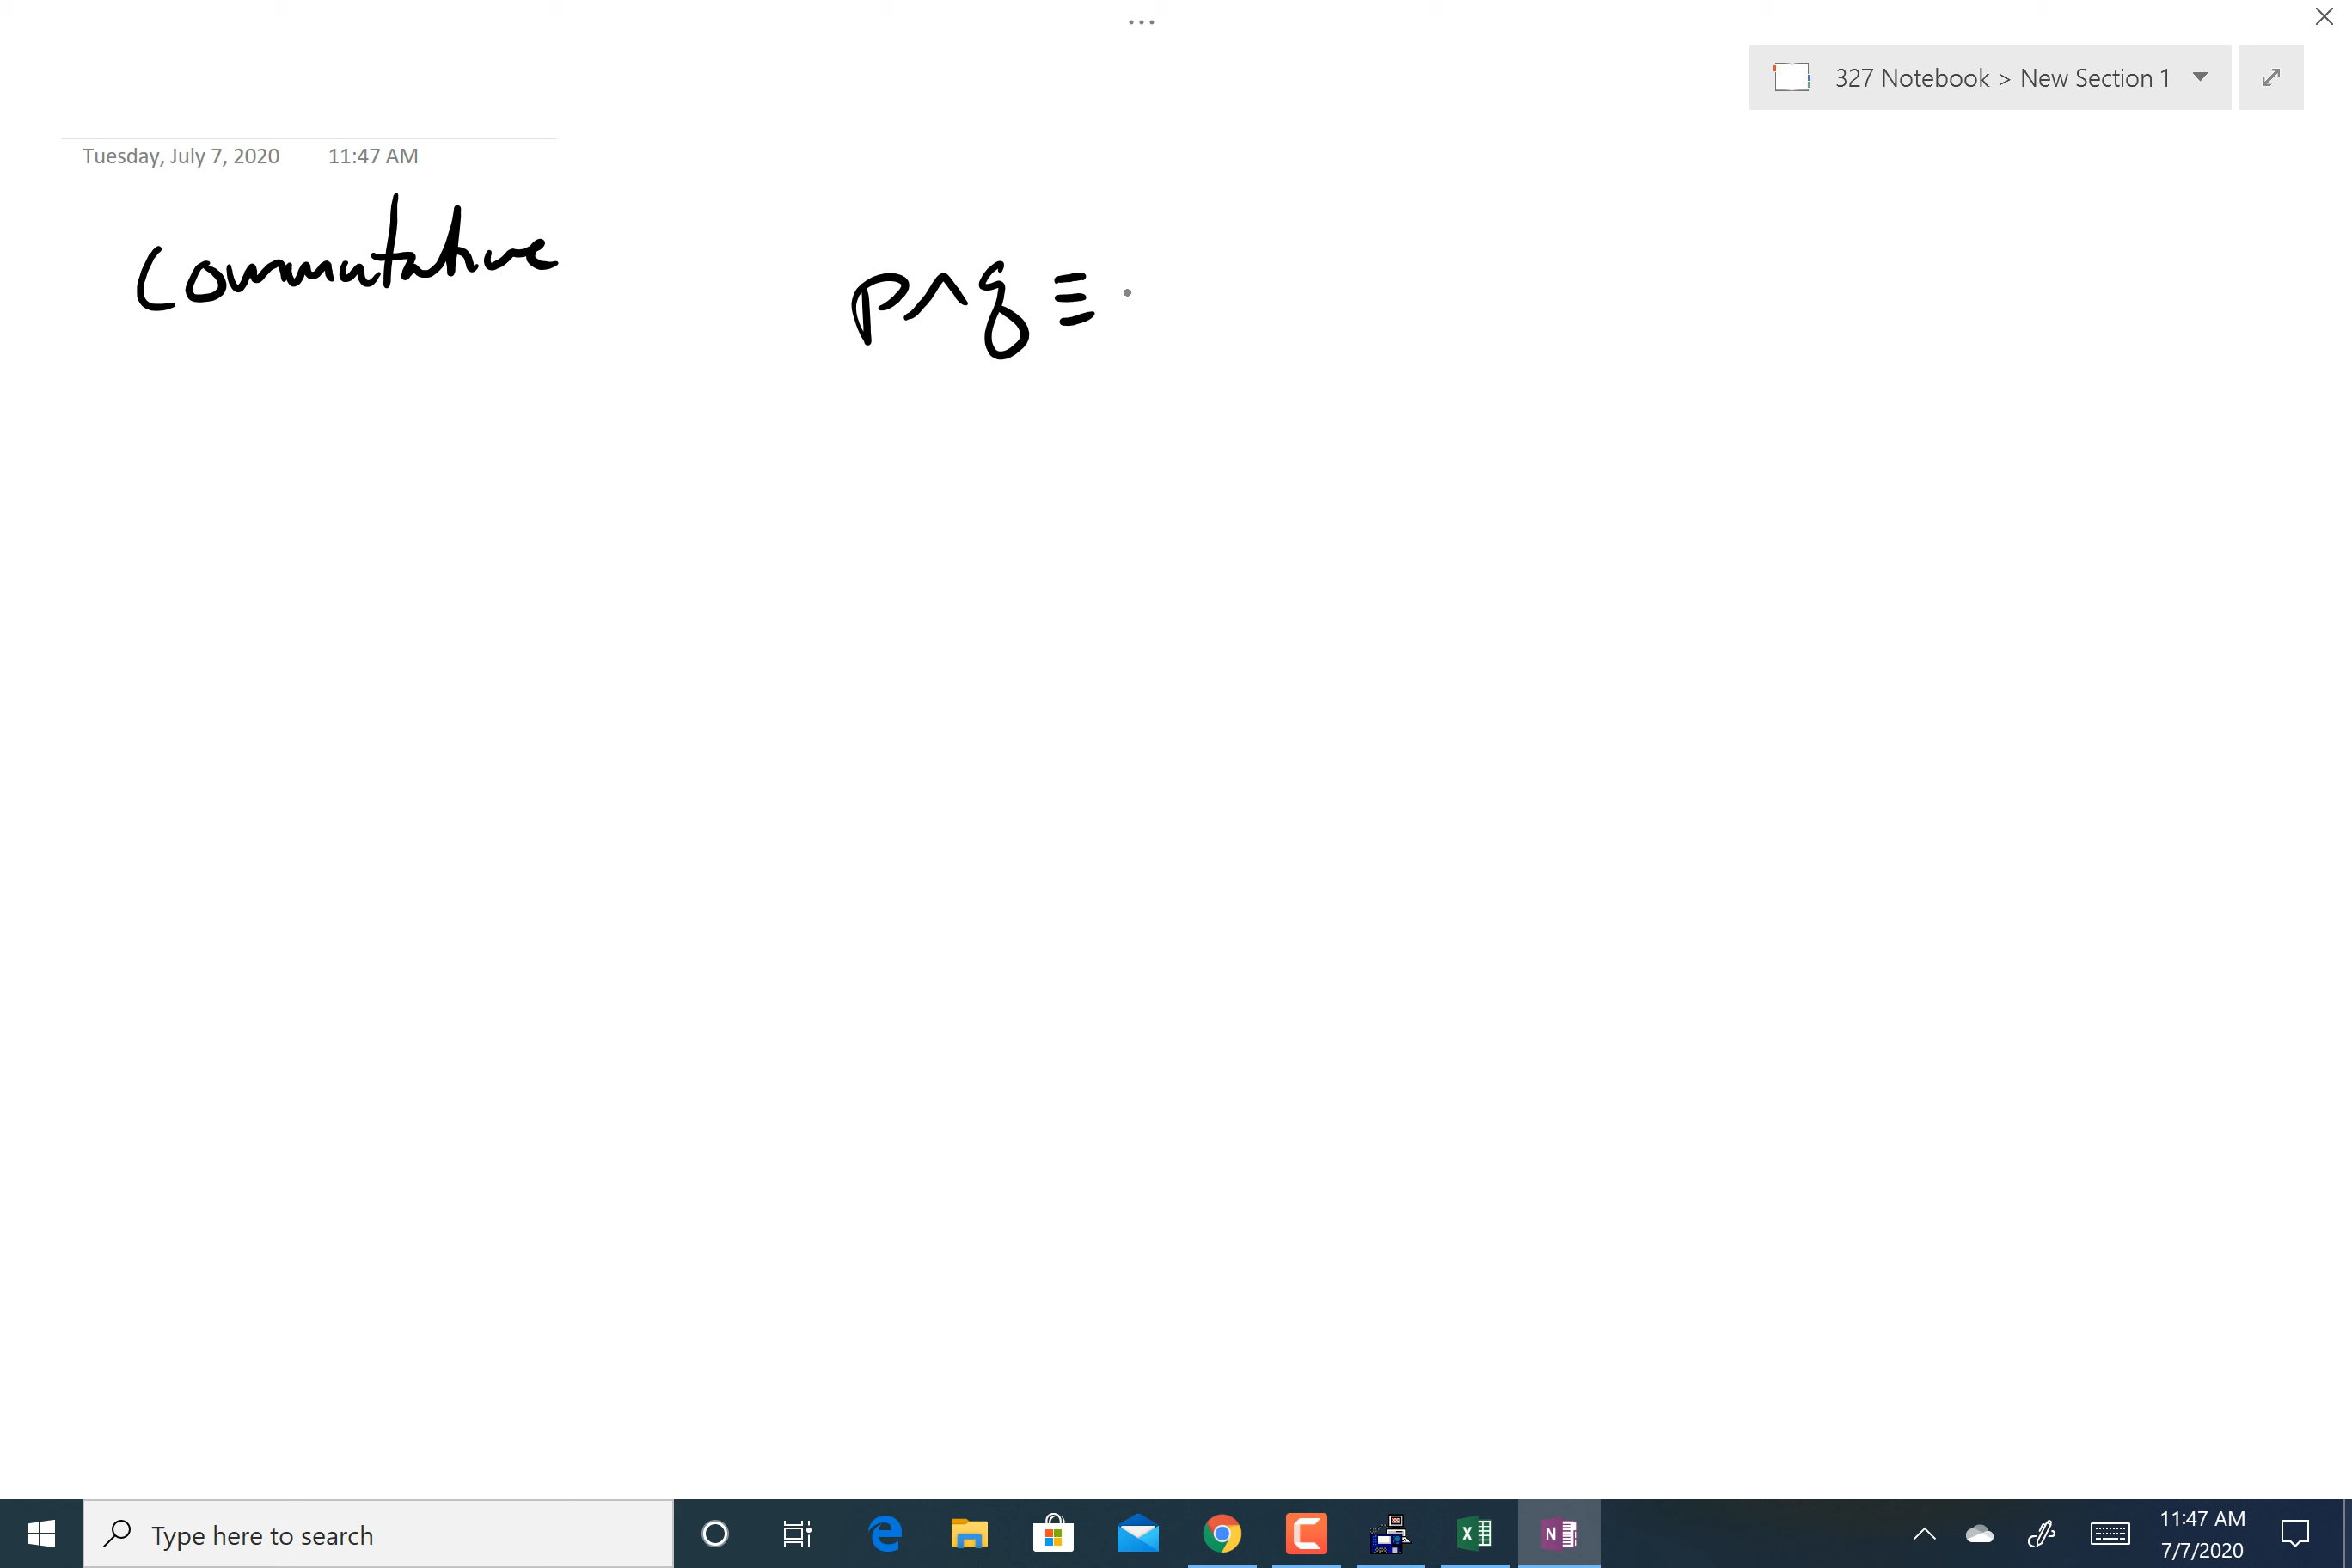 327 Notebook > New Section 1
Tuesday, July 7, 2020 11:47 AM
Commutative p∧q ≡
Type here to search
11:47 AM
7/7/2020